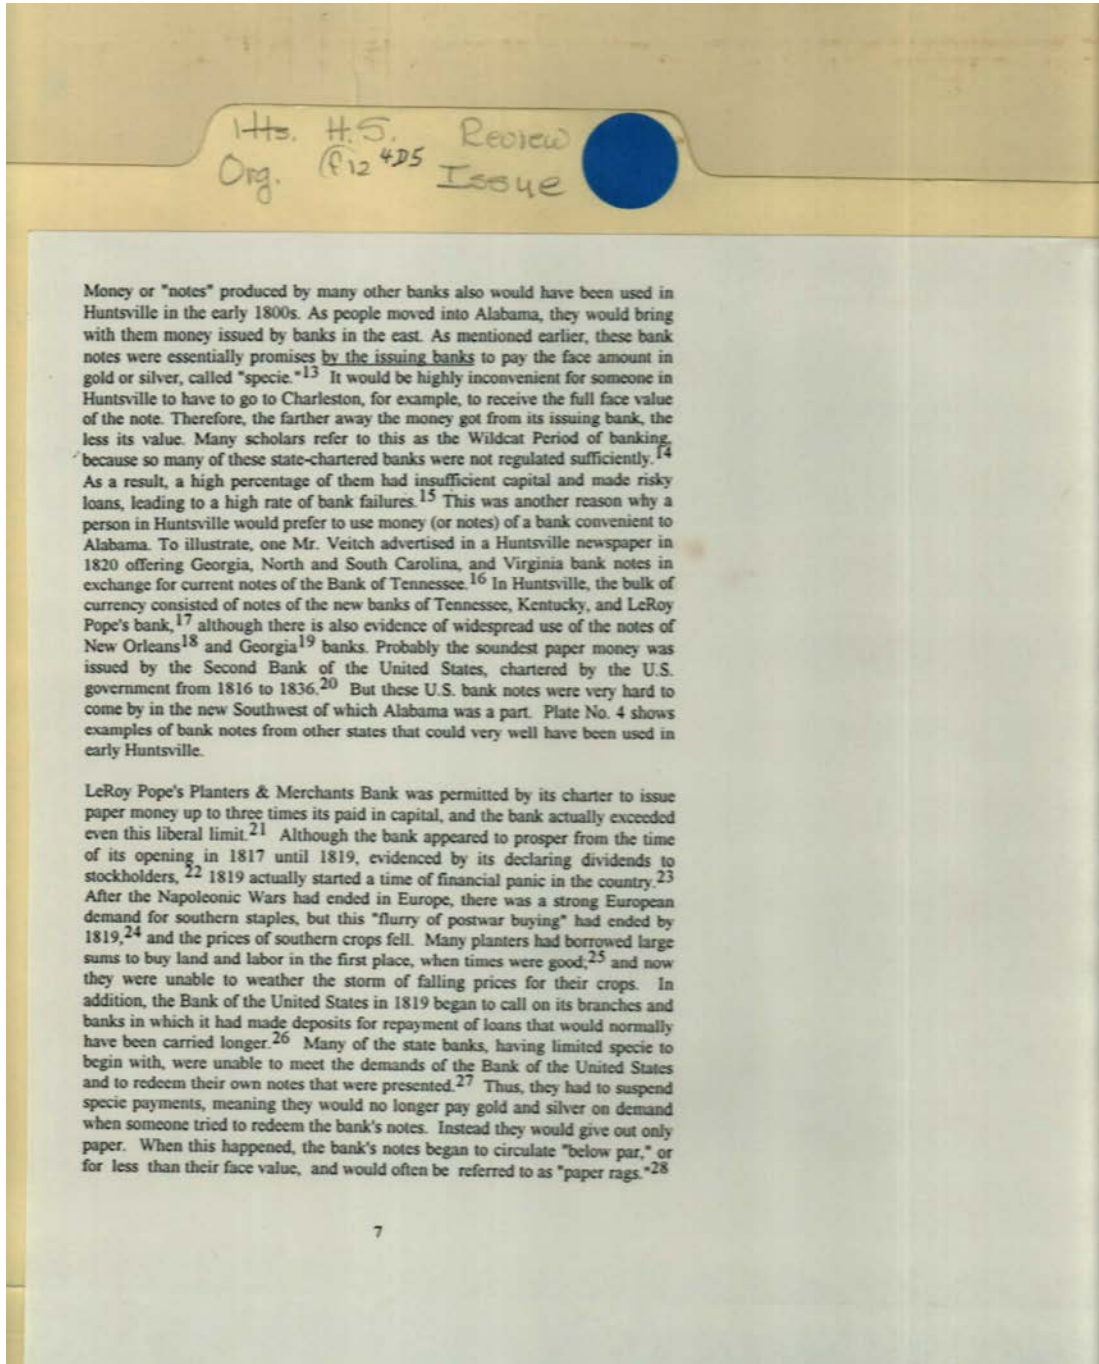 Hts. H.S. Review
Org. f12 4D5 Issue
Money or "notes" produced by many other banks also would have been used in
Huntsville in the early 1800s. As people moved into Alabama, they would bring
with them money issued by banks in the east. As mentioned earlier, these bank
notes were essentially promises by the issuing banks to pay the face amount in
gold or silver, called "specie."13 It would be highly inconvenient for someone in
Huntsville to have to go to Charleston, for example, to receive the full face value
of the note. Therefore, the farther away the money got from its issuing bank, the
less its value. Many scholars refer to this as the Wildcat Period of banking,
because so many of these state-chartered banks were not regulated sufficiently.14
As a result, a high percentage of them had insufficient capital and made risky
loans, leading to a high rate of bank failures.15 This was another reason why a
person in Huntsville would prefer to use money (or notes) of a bank convenient to
Alabama. To illustrate, one Mr. Veitch advertised in a Huntsville newspaper in
1820 offering Georgia, North and South Carolina, and Virginia bank notes in
exchange for current notes of the Bank of Tennessee.16 In Huntsville, the bulk of
currency consisted of notes of the new banks of Tennessee, Kentucky, and LeRoy
Pope's bank,17 although there is also evidence of widespread use of the notes of
New Orleans18 and Georgia19 banks. Probably the soundest paper money was
issued by the Second Bank of the United States, chartered by the U.S.
government from 1816 to 1836.20 But these U.S. bank notes were very hard to
come by in the new Southwest of which Alabama was a part. Plate No. 4 shows
examples of bank notes from other states that could very well have been used in
early Huntsville.
LeRoy Pope's Planters & Merchants Bank was permitted by its charter to issue
paper money up to three times its paid in capital, and the bank actually exceeded
even this liberal limit.21 Although the bank appeared to prosper from the time
of its opening in 1817 until 1819, evidenced by its declaring dividends to
stockholders, 22 1819 actually started a time of financial panic in the country.23
After the Napoleonic Wars had ended in Europe, there was a strong European
demand for southern staples, but this "flurry of postwar buying" had ended by
1819,24 and the prices of southern crops fell. Many planters had borrowed large
sums to buy land and labor in the first place, when times were good;25 and now
they were unable to weather the storm of falling prices for their crops. In
addition, the Bank of the United States in 1819 began to call on its branches and
banks in which it had made deposits for repayment of loans that would normally
have been carried longer.26 Many of the state banks, having limited specie to
begin with, were unable to meet the demands of the Bank of the United States
and to redeem their own notes that were presented.27 Thus, they had to suspend
specie payments, meaning they would no longer pay gold and silver on demand
when someone tried to redeem the bank's notes. Instead they would give out only
paper. When this happened, the bank's notes began to circulate "below par," or
for less than their face value, and would often be referred to as "paper rags."28
7